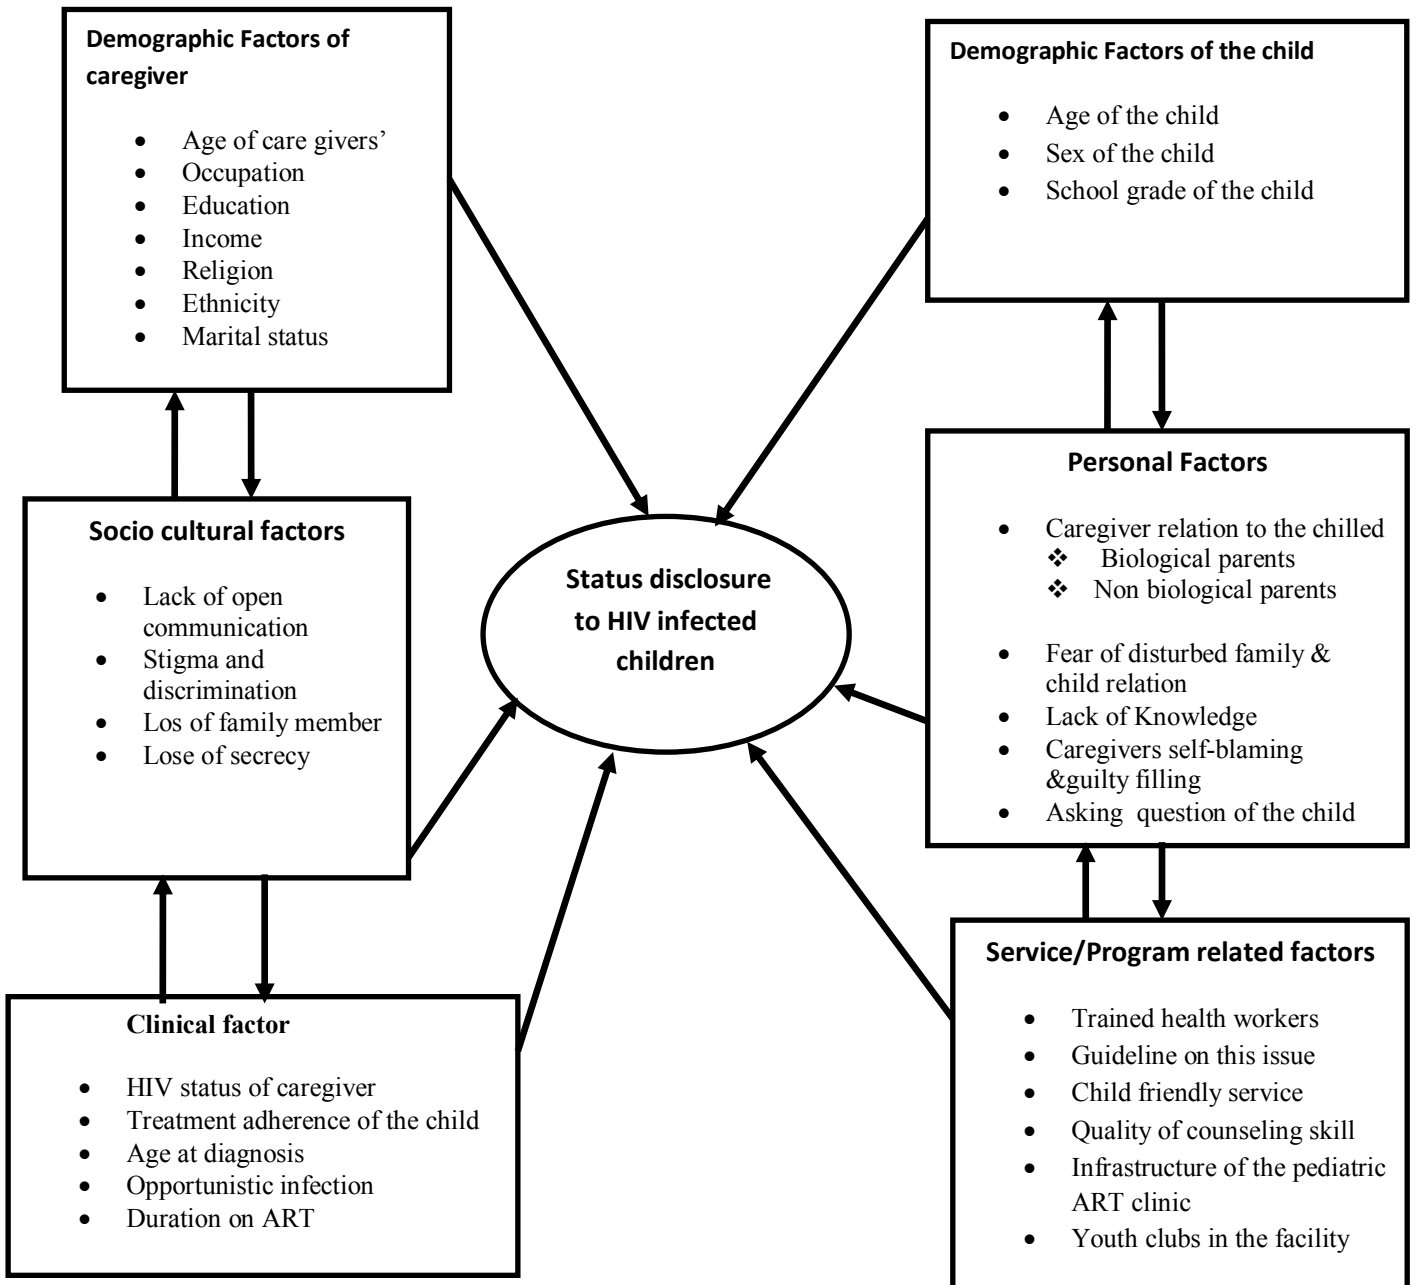 Demographic Factors of
caregiver
• Age of care givers’
• Occupation
• Education
• Income
• Religion
• Ethnicity
• Marital status
Demographic Factors of the child
• Age of the child
• Sex of the child
• School grade of the child
Socio cultural factors
• Lack of open
communication
• Stigma and
discrimination
• Los of family member
• Lose of secrecy
Status disclosure
to HIV infected
children
Personal Factors
• Caregiver relation to the chilled
❖ Biological parents
❖ Non biological parents
• Fear of disturbed family &
child relation
• Lack of Knowledge
• Caregivers self-blaming
&guilty filling
• Asking question of the child
Clinical factor
• HIV status of caregiver
• Treatment adherence of the child
• Age at diagnosis
• Opportunistic infection
• Duration on ART
Service/Program related factors
• Trained health workers
• Guideline on this issue
• Child friendly service
• Quality of counseling skill
• Infrastructure of the pediatric
ART clinic
• Youth clubs in the facility